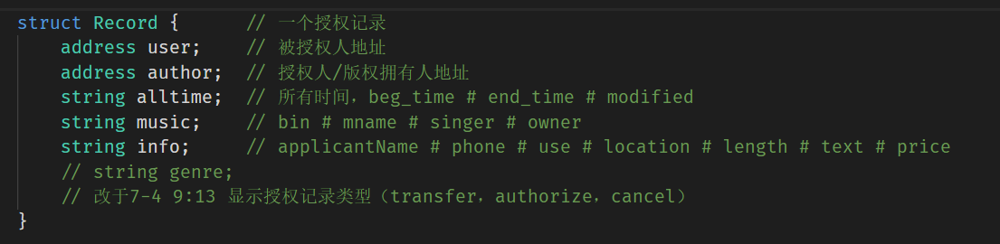 struct Record {      // 一个授权记录
    address user;    // 被授权人地址
    address author;  // 授权人/版权拥有人地址
    string alltime;  // 所有时间，beg_time # end_time # modified
    string music;    // bin # mname # singer # owner
    string info;     // applicantName # phone # use # location # length # text # price
    // string genre;
    // 改于7-4 9:13 显示授权记录类型（transfer，authorize，cancel）
}